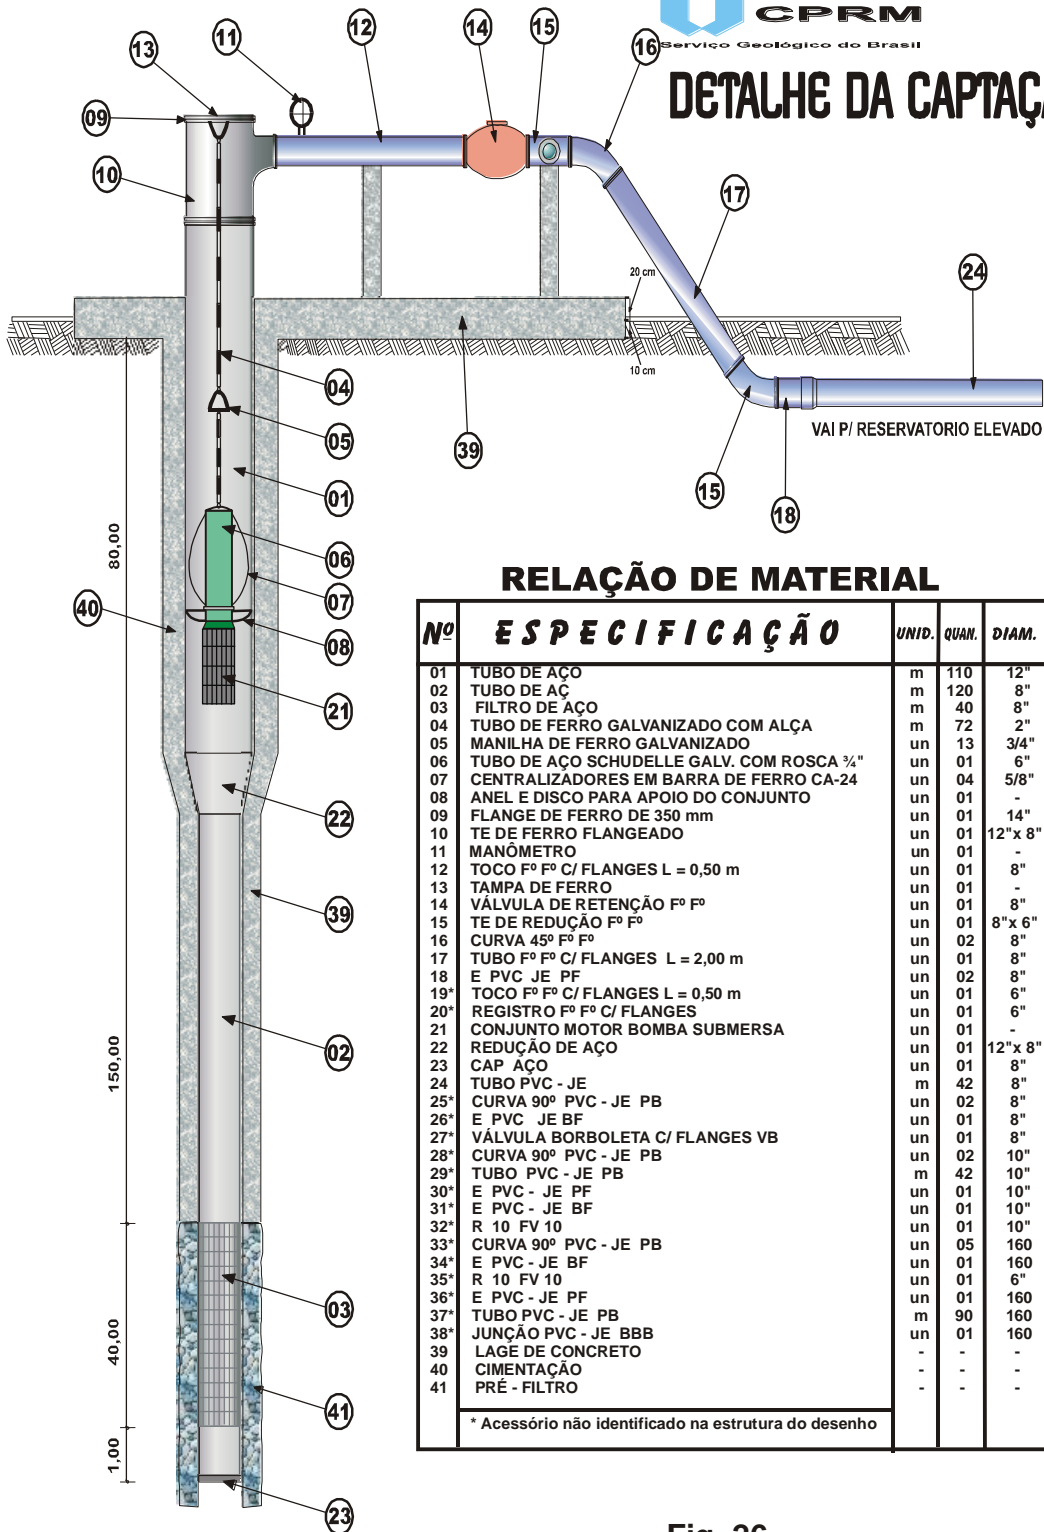 CPRM
Serviço Geológico do Brasil
DETALHE DA CAPTAÇ
13
11
12
14
15
16
09
10
17
20 cm
24
10 cm
04
05
39
VAI P/ RESERVATORIO ELEVADO
01
15
18
80,00
06
07
40
08
21
22
39
02
150,00
03
40,00
41
1,00
23
RELAÇÃO DE MATERIAL
Nº ESPECIFICAÇÃO UNID. QUAN. DIAM.
01 TUBO DE AÇO m 110 12"
02 TUBO DE AÇ m 120 8"
03 FILTRO DE AÇO m 40 8"
04 TUBO DE FERRO GALVANIZADO COM ALÇA m 72 2"
05 MANILHA DE FERRO GALVANIZADO un 13 3/4"
06 TUBO DE AÇO SCHUDELLE GALV. COM ROSCA ¾" un 01 6"
07 CENTRALIZADORES EM BARRA DE FERRO CA-24 un 04 5/8"
08 ANEL E DISCO PARA APOIO DO CONJUNTO un 01 -
09 FLANGE DE FERRO DE 350 mm un 01 14"
10 TE DE FERRO FLANGEADO un 01 12"x 8"
11 MANÔMETRO un 01 -
12 TOCO Fº Fº C/ FLANGES L = 0,50 m un 01 8"
13 TAMPA DE FERRO un 01 -
14 VÁLVULA DE RETENÇÃO Fº Fº un 01 8"
15 TE DE REDUÇÃO Fº Fº un 01 8"x 6"
16 CURVA 45º Fº Fº un 02 8"
17 TUBO Fº Fº C/ FLANGES L = 2,00 m un 01 8"
18 E PVC JE PF un 02 8"
19* TOCO Fº Fº C/ FLANGES L = 0,50 m un 01 6"
20* REGISTRO Fº Fº C/ FLANGES un 01 6"
21 CONJUNTO MOTOR BOMBA SUBMERSA un 01 -
22 REDUÇÃO DE AÇO un 01 12"x 8"
23 CAP AÇO un 01 8"
24 TUBO PVC - JE m 42 8"
25* CURVA 90º PVC - JE PB un 02 8"
26* E PVC JE BF un 01 8"
27* VÁLVULA BORBOLETA C/ FLANGES VB un 01 8"
28* CURVA 90º PVC - JE PB un 02 10"
29* TUBO PVC - JE PB m 42 10"
30* E PVC - JE PF un 01 10"
31* E PVC - JE BF un 01 10"
32* R 10 FV 10 un 01 10"
33* CURVA 90º PVC - JE PB un 05 160
34* E PVC - JE BF un 01 160
35* R 10 FV 10 un 01 6"
36* E PVC - JE PF un 01 160
37* TUBO PVC - JE PB m 90 160
38* JUNÇÃO PVC - JE BBB un 01 160
39 LAGE DE CONCRETO - - -
40 CIMENTAÇÃO - - -
41 PRÉ - FILTRO - - -
* Acessório não identificado na estrutura do desenho